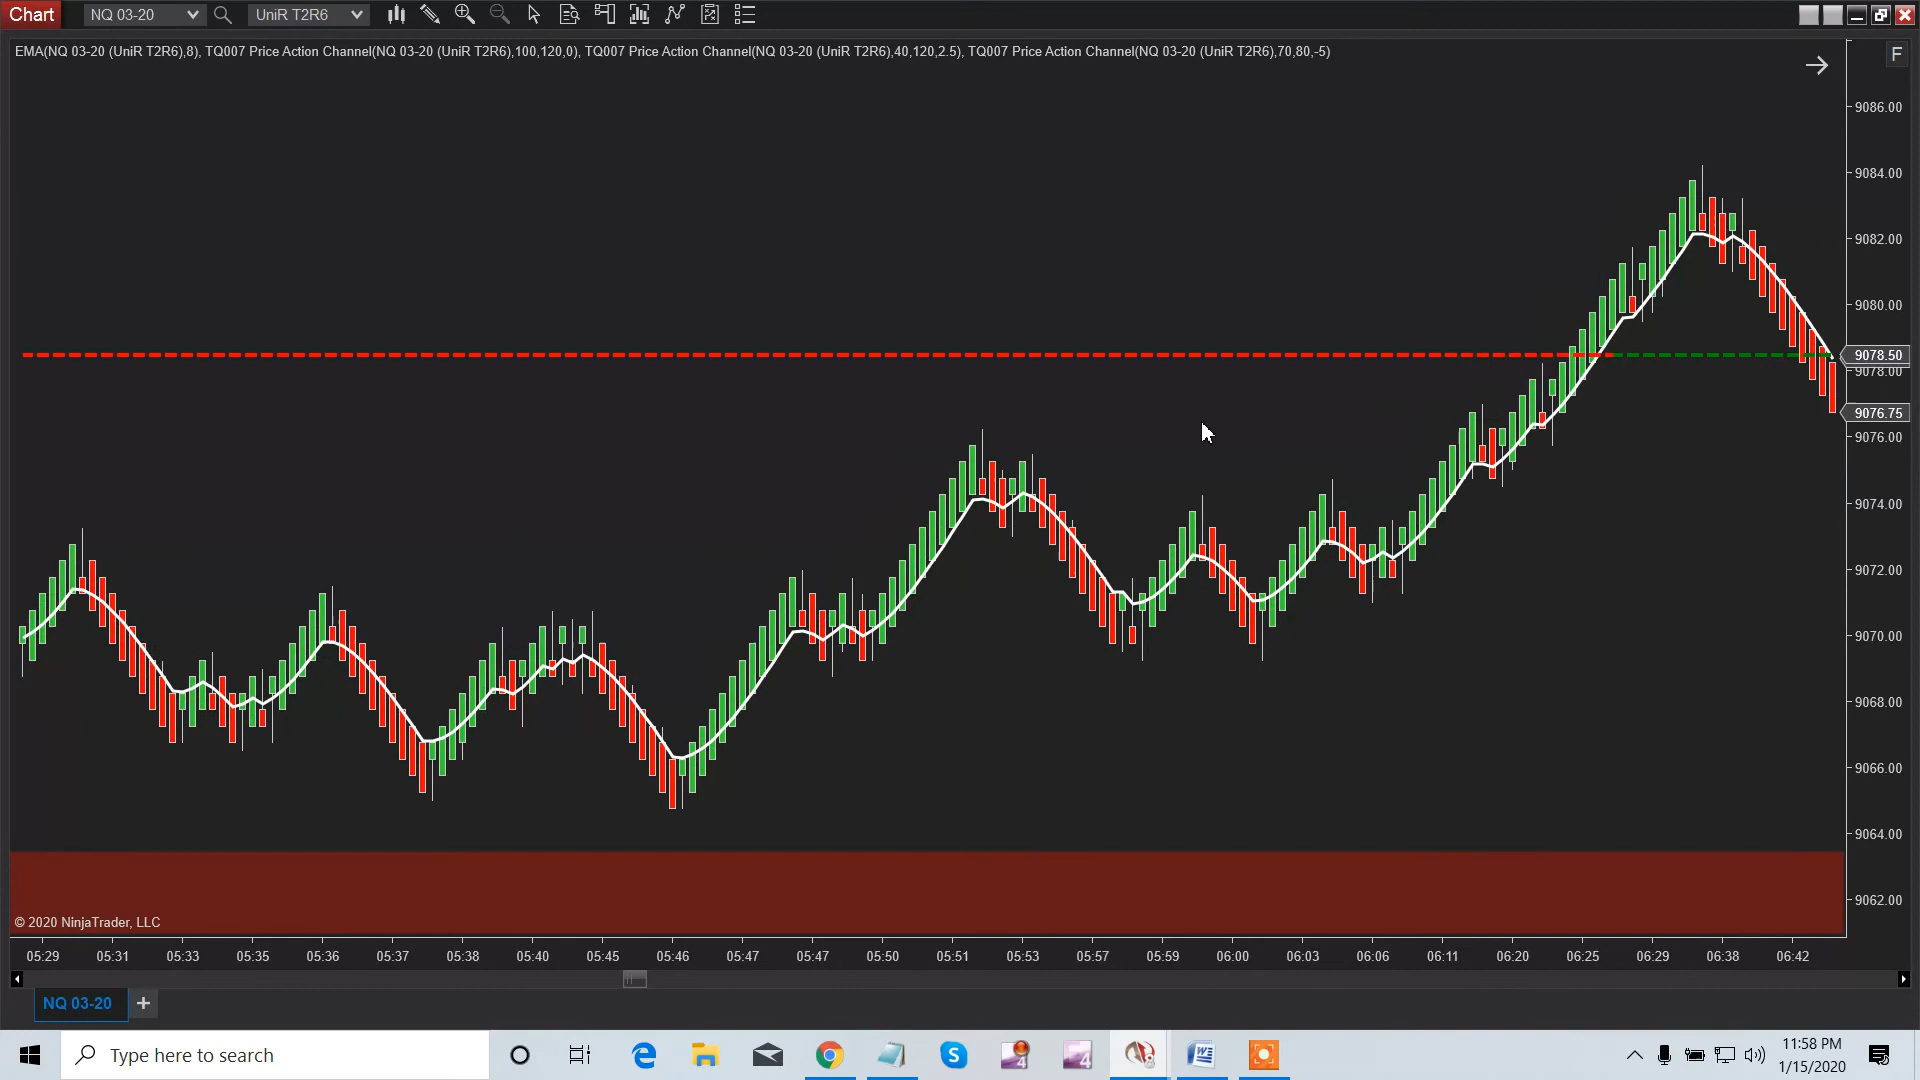 Chart NQ 03-20 UniR T2R6
EMA(NQ 03-20 (UniR T2R6),8), TQ007 Price Action Channel(NQ 03-20 (UniR T2R6),100,120,0), TQ007 Price Action Channel(NQ 03-20 (UniR T2R6),40,120,2.5), TQ007 Price Action Channel(NQ 03-20 (UniR T2R6),70,80,-5)
F
9086.00
9084.00
9082.00
9080.00
9078.50
9078.00
9076.75
9076.00
9074.00
9072.00
9070.00
9068.00
9066.00
9064.00
9062.00
© 2020 NinjaTrader, LLC
05:29 05:31 05:33 05:35 05:36 05:37 05:38 05:40 05:45 05:46 05:47 05:47 05:50 05:51 05:53 05:57 05:59 06:00 06:03 06:06 06:11 06:20 06:25 06:29 06:38 06:42
NQ 03-20 +
Type here to search
11:58 PM
1/15/2020